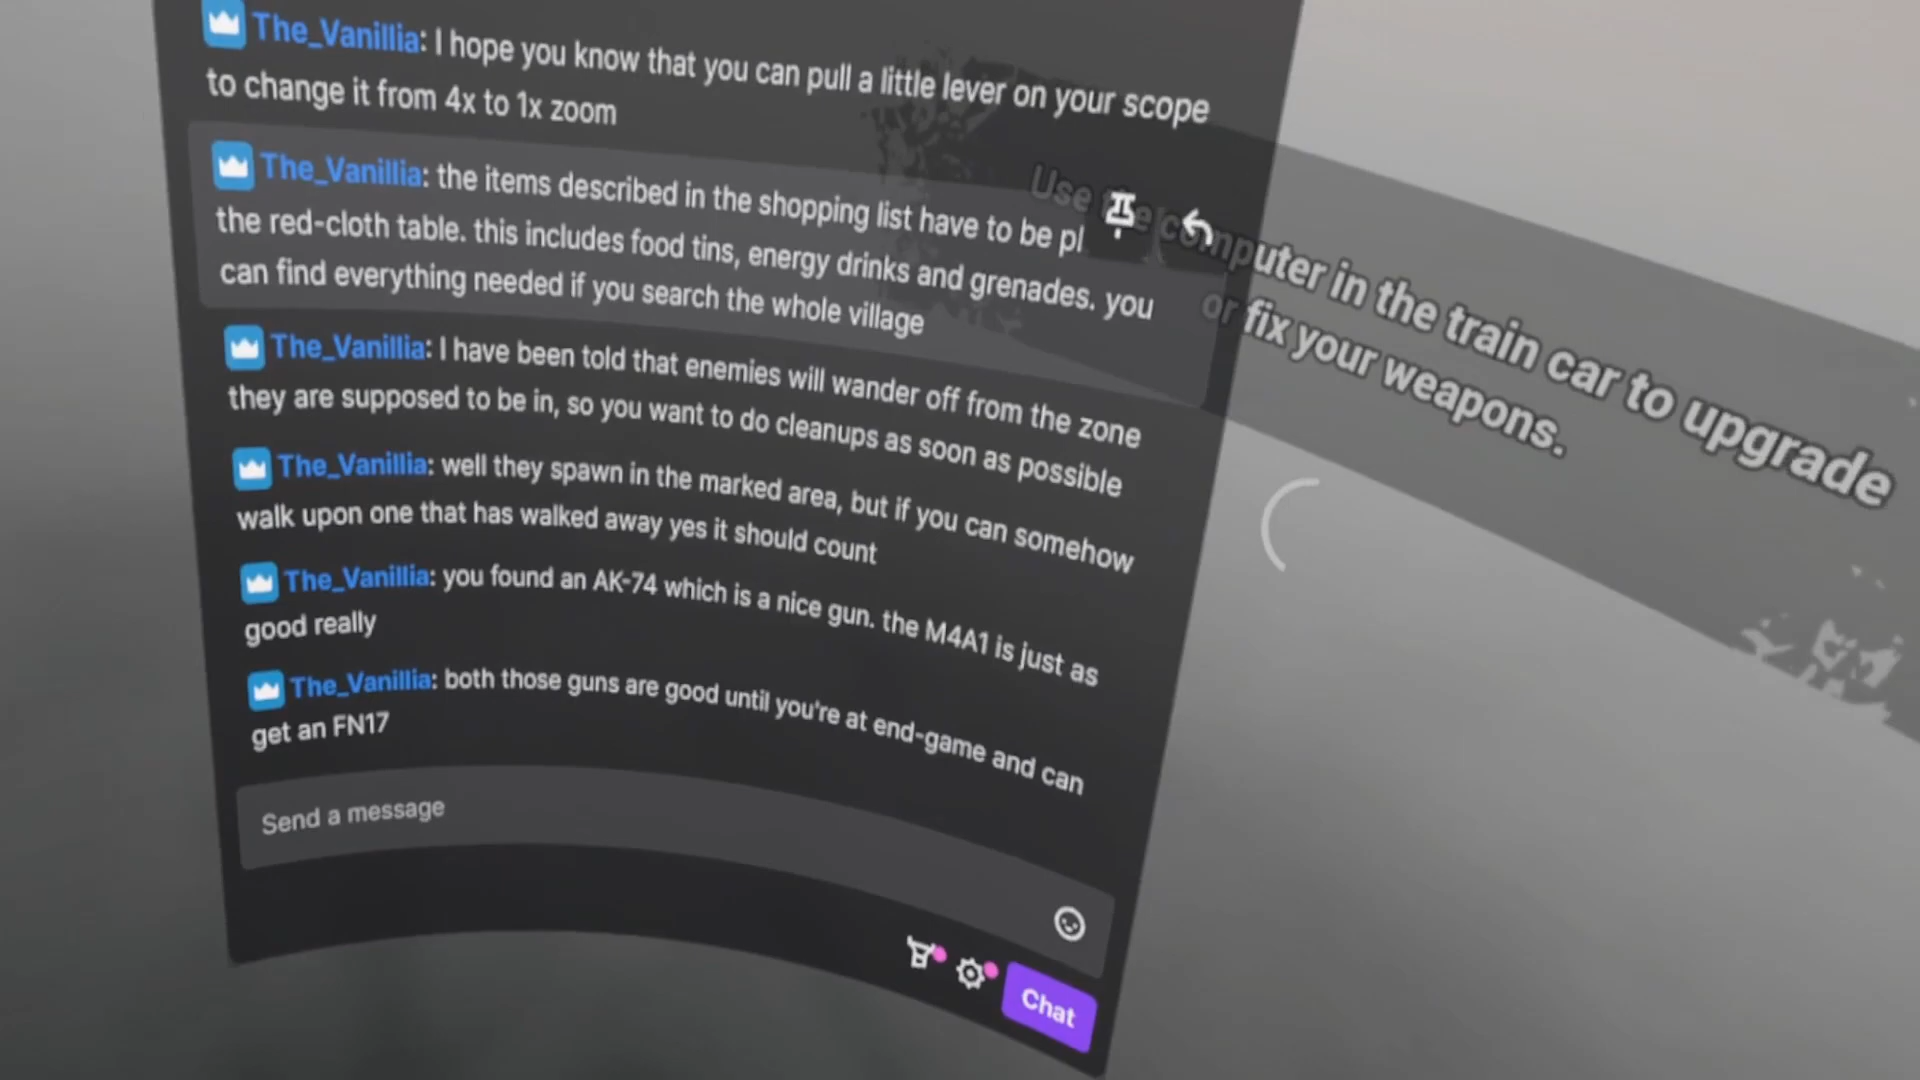 The_Vanillia: I hope you know that you can pull a little lever on your scope
to change it from 4x to 1x zoom
The_Vanillia: the items described in the shopping list have to be pl
the red-cloth table. this includes food tins, energy drinks and grenades. you
can find everything needed if you search the whole village
The_Vanillia: I have been told that enemies will wander off from the zone
they are supposed to be in, so you want to do cleanups as soon as possible
The_Vanillia: well they spawn in the marked area, but if you can somehow
walk upon one that has walked away yes it should count
The_Vanillia: you found an AK-74 which is a nice gun. the M4A1 is just as
good really
The_Vanillia: both those guns are good until you're at end-game and can
get an FN17
Send a message
Chat
Use the computer in the train car to upgrade
or fix your weapons.